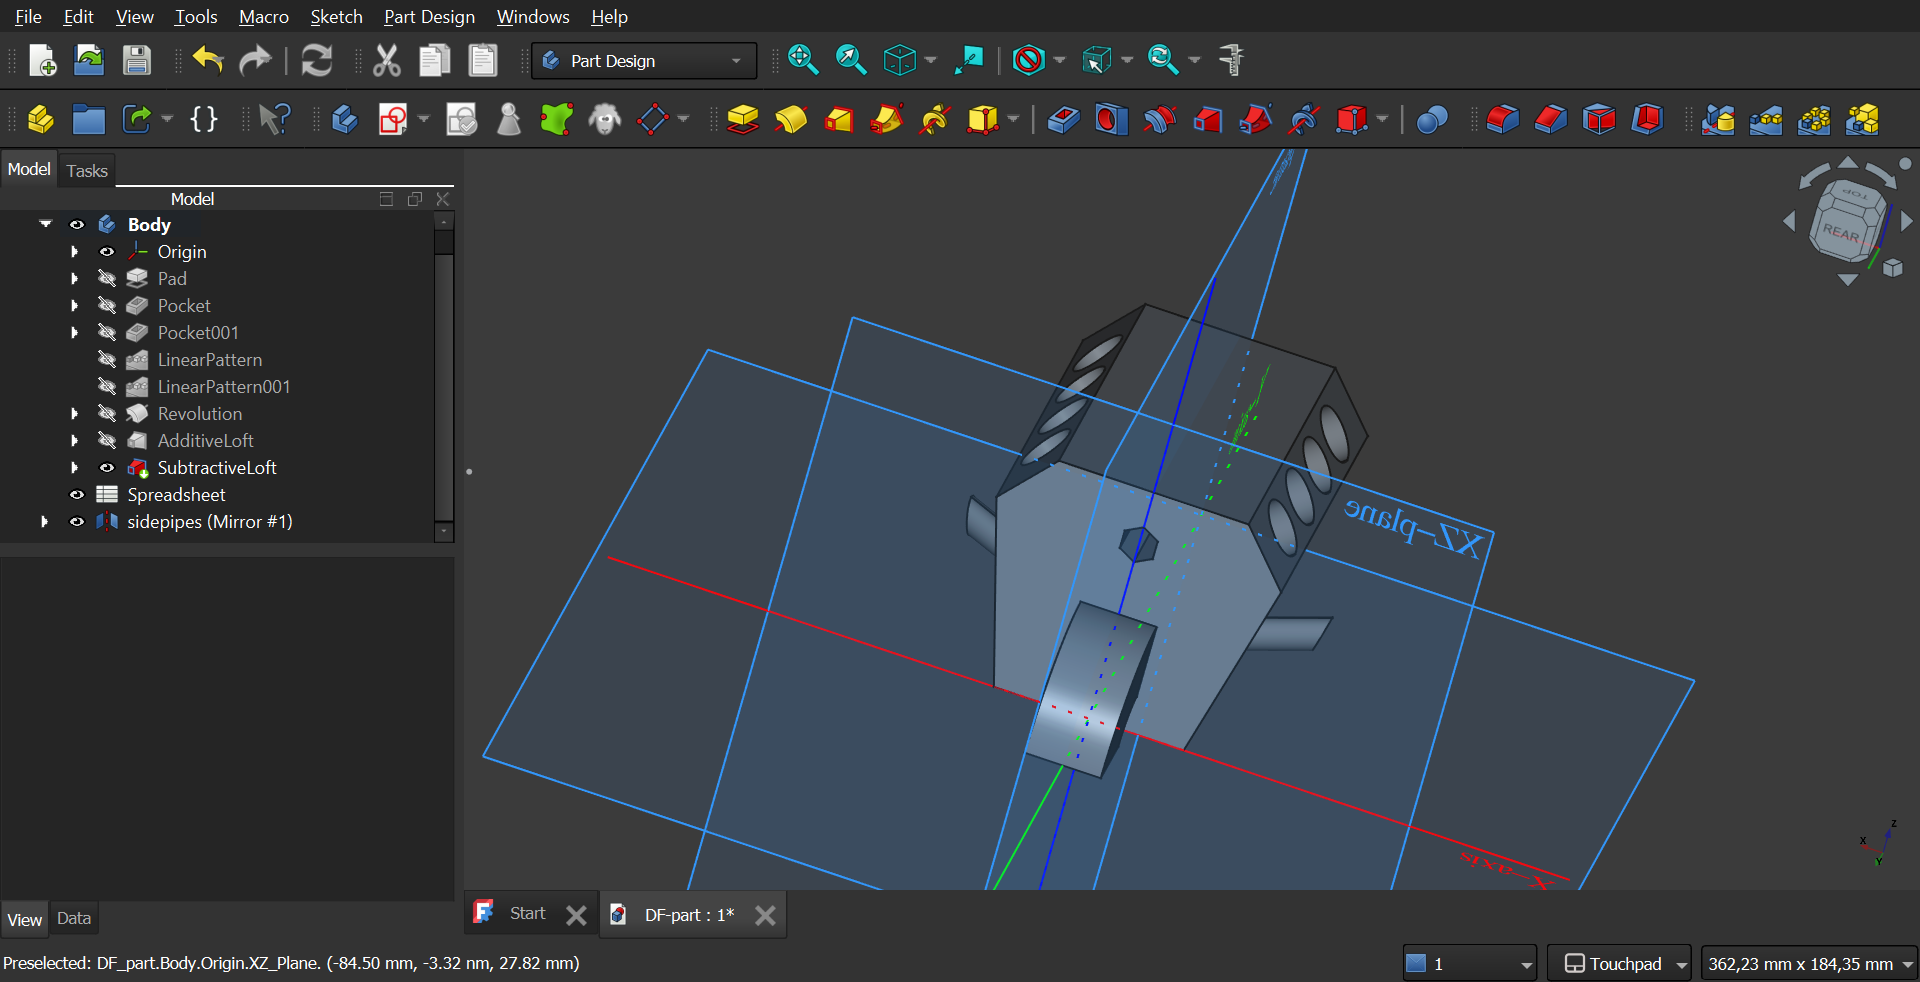 File Edit View Tools Macro Sketch Part Design Windows Help
Part Design
Model Tasks
Model
Body
Origin
Pad
Pocket
Pocket001
LinearPattern
LinearPattern001
Revolution
AdditiveLoft
SubtractiveLoft
Spreadsheet
sidepipes (Mirror #1)
TOP
REAR
XZ-plane
X-axis
Z
X
Y
View Data
Start
DF-part : 1*
Preselected: DF_part.Body.Origin.XZ_Plane. (-84.50 mm, -3.32 nm, 27.82 mm)
1
Touchpad
362,23 mm x 184,35 mm